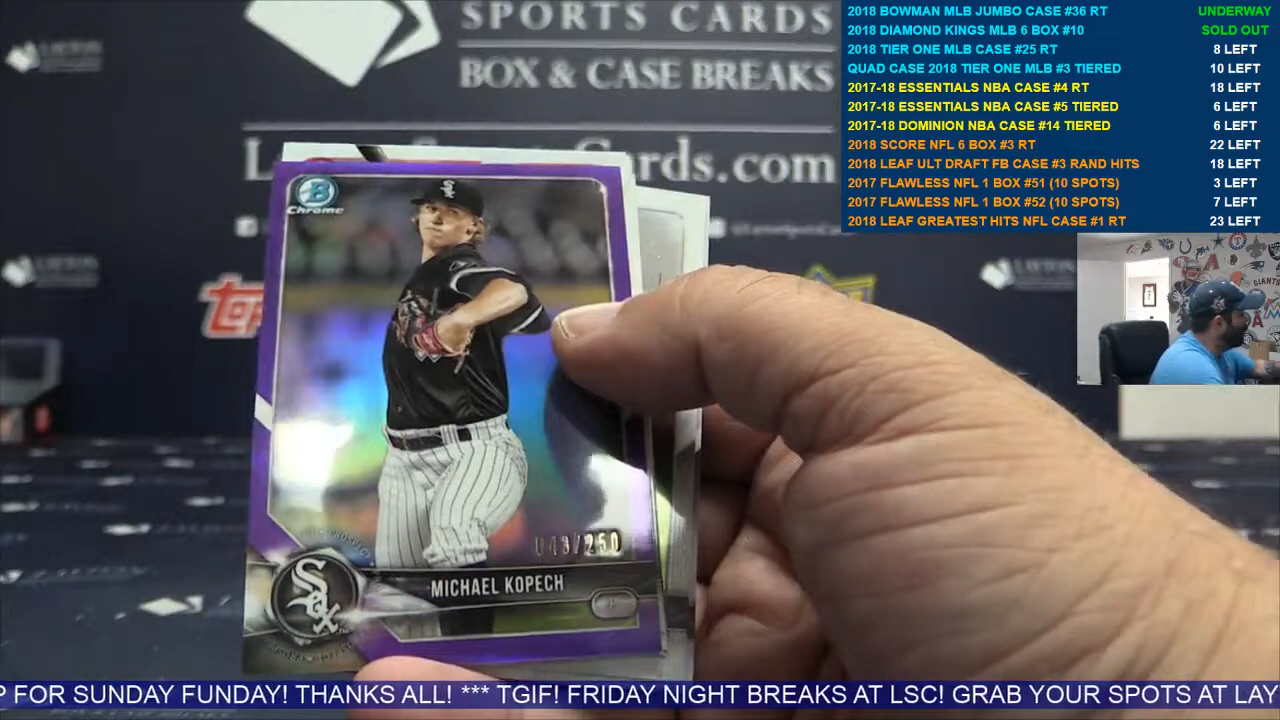 SPORTS CARDS
BOX & CASE BREAKS
Cards.com
2018 BOWMAN MLB JUMBO CASE #36 RT UNDERWAY
2018 DIAMOND KINGS MLB 6 BOX #10 SOLD OUT
2018 TIER ONE MLB CASE #25 RT 8 LEFT
QUAD CASE 2018 TIER ONE MLB #3 TIERED 10 LEFT
2017-18 ESSENTIALS NBA CASE #4 RT 18 LEFT
2017-18 ESSENTIALS NBA CASE #5 TIERED 6 LEFT
2017-18 DOMINION NBA CASE #14 TIERED 6 LEFT
2018 SCORE NFL 6 BOX #3 RT 22 LEFT
2018 LEAF ULT DRAFT FB CASE #3 RAND HITS 18 LEFT
2017 FLAWLESS NFL 1 BOX #51 (10 SPOTS) 3 LEFT
2017 FLAWLESS NFL 1 BOX #52 (10 SPOTS) 7 LEFT
2018 LEAF GREATEST HITS NFL CASE #1 RT 23 LEFT
B
Chrome
Sox
043/250
Sox
MICHAEL KOPECH
P
P FOR SUNDAY FUNDAY! THANKS ALL! *** TGIF! FRIDAY NIGHT BREAKS AT LSC! GRAB YOUR SPOTS AT LAY